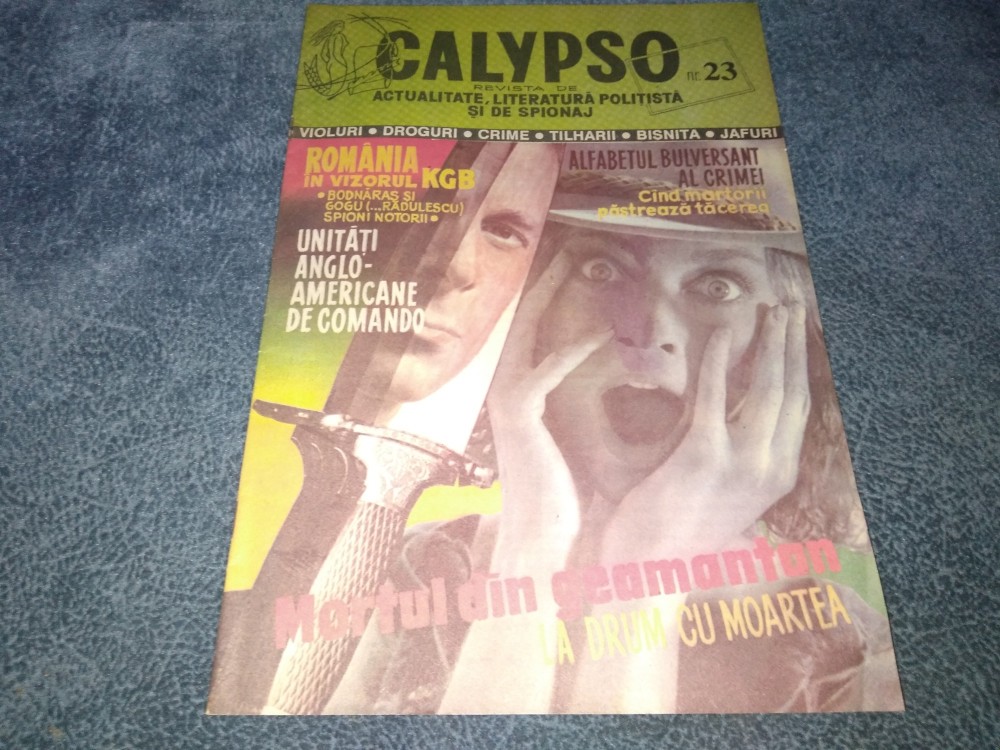 CALYPSO
FLC. 23
REVISTA DE
ACTUALITATE, LITERATURĂ POLIȚISTĂ
ȘI DE SPIONAJ
VIOLURI ● DROGURI ● CRIME ● TILHARII ● BISNITA ● JAFURI
ROMÂNIA
ÎN VIZORUL KGB
• BODNĂRAȘ ȘI
GOGU (...RĂDULESCU)
SPIONI NOTORII •
ALFABETUL BULVERSANT
AL CRIMEI
Cînd martorii
păstrează tăcerea
UNITĂȚI
ANGLO-
AMERICANE
DE COMANDO
Mortul din geamantan
LA DRUM CU MOARTEA